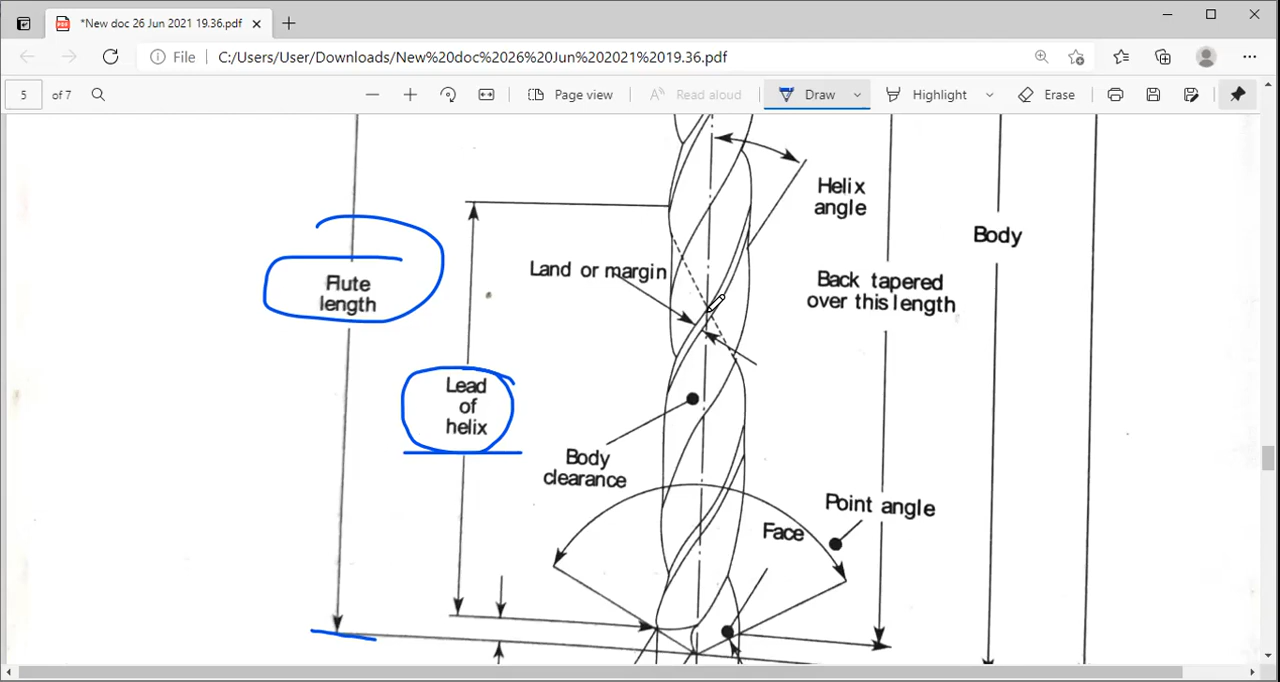 *New doc 26 Jun 2021 19.36.pdf
File
C:/Users/User/Downloads/New%20doc%2026%20Jun%202021%2019.36.pdf
5
of 7
Page view
Read aloud
Draw
Highlight
Erase
Helix
angle
Body
Land or margin
Flute
length
Back tapered
over this length
Lead
of
helix
Body
clearance
Point angle
Face